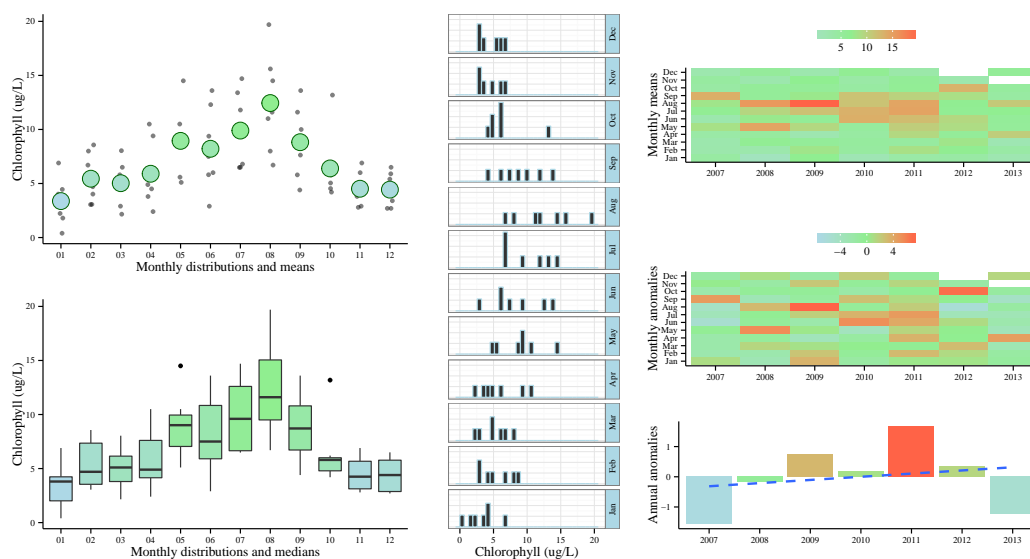 Chlorophyll (ug/L)
20
15
10
5
0
01 02 03 04 05 06 07 08 09 10 11 12
Monthly distributions and means
Chlorophyll (ug/L)
20
15
10
5
0
01 02 03 04 05 06 07 08 09 10 11 12
Monthly distributions and medians
Dec
Nov
Oct
Sep
Aug
Jul
Jun
May
Apr
Mar
Feb
Jan
0 5 10 15 20
Chlorophyll (ug/L)
5 10 15
Monthly means
Dec
Nov
Oct
Sep
Aug
Jul
Jun
May
Apr
Mar
Feb
Jan
2007 2008 2009 2010 2011 2012 2013
−4 0 4
Monthly anomalies
Dec
Nov
Oct
Sep
Aug
Jul
Jun
May
Apr
Mar
Feb
Jan
2007 2008 2009 2010 2011 2012 2013
Annual anomalies
1
0
−1
2007 2008 2009 2010 2011 2012 2013